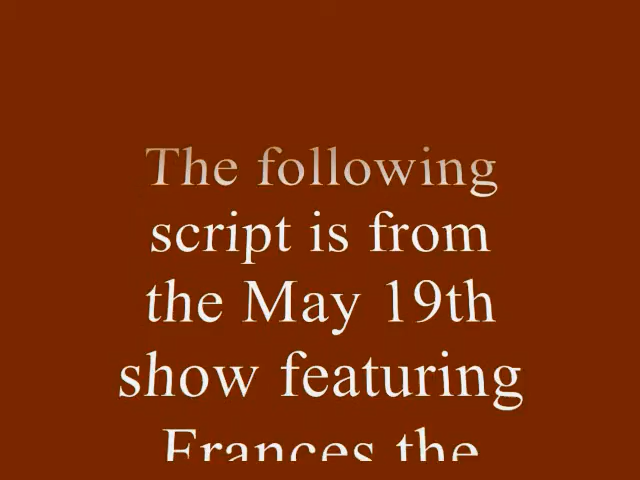 The following
script is from
the May 19th
show featuring
Frances the